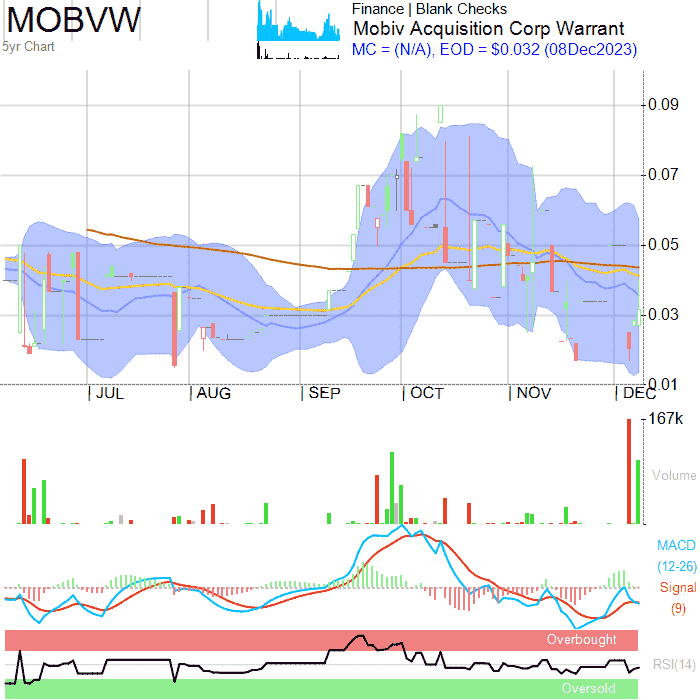 MOBVW
5yr Chart
Finance | Blank Checks
Mobiv Acquisition Corp Warrant
MC = (N/A), EOD = $0.032 (08Dec2023)
0.09
0.07
0.05
0.03
0.01
JUL AUG SEP OCT NOV DEC
167k
Volume
MACD
(12-26)
Signal
(9)
Overbought
RSI(14)
Oversold